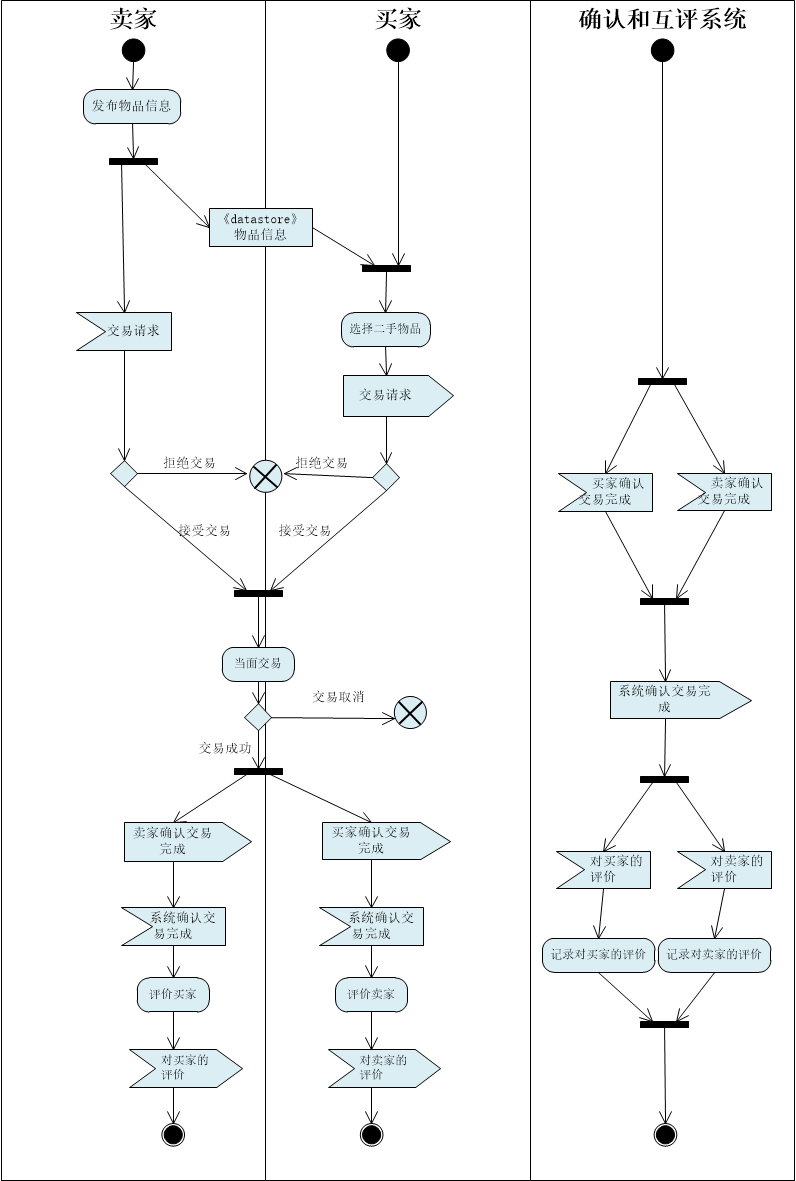 卖家
买家
确认和互评系统
发布物品信息
《datastore》
物品信息
交易请求
选择二手物品
交易请求
拒绝交易
拒绝交易
买家确认
交易完成
卖家确认
交易完成
接受交易
接受交易
当面交易
交易取消
系统确认交易完
成
交易成功
卖家确认交易
完成
买家确认交易
完成
对买家的
评价
对卖家的
评价
系统确认交
易完成
系统确认交
易完成
记录对买家的评价
记录对卖家的评价
评价买家
评价卖家
对买家的
评价
对卖家的
评价